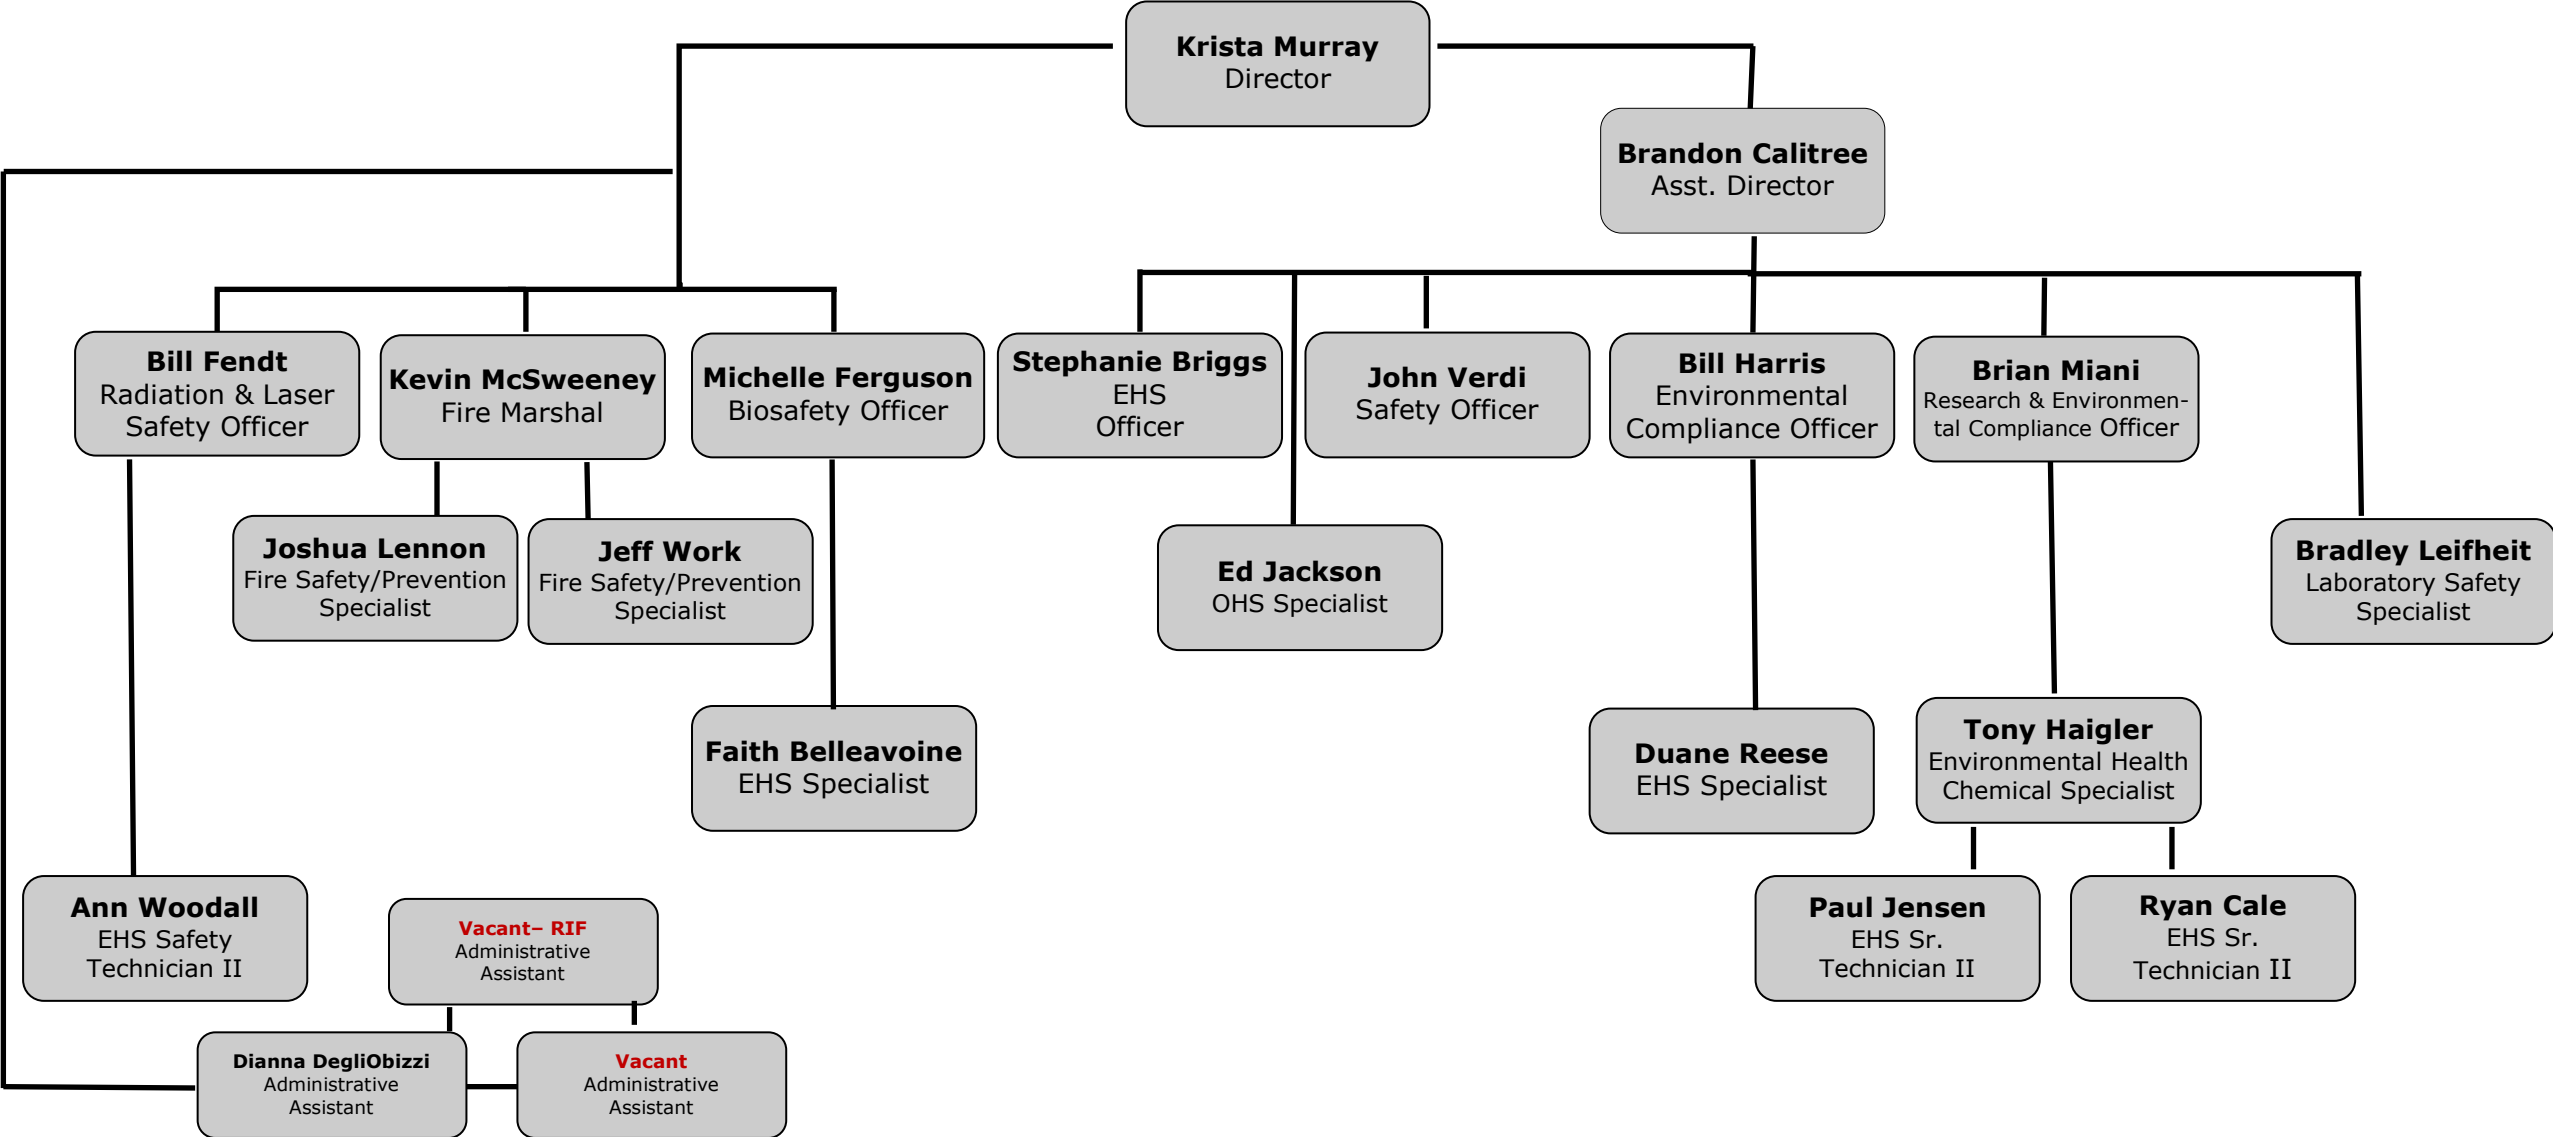 Krista Murray
Director
Brandon Calitree
Asst. Director
Bill Fendt
Radiation & Laser
Safety Officer
Kevin McSweeney
Fire Marshal
Michelle Ferguson
Biosafety Officer
Stephanie Briggs
EHS
Officer
John Verdi
Safety Officer
Bill Harris
Environmental
Compliance Officer
Brian Miani
Research & Environmen-
tal Compliance Officer
Joshua Lennon
Fire Safety/Prevention
Specialist
Jeff Work
Fire Safety/Prevention
Specialist
Ed Jackson
OHS Specialist
Bradley Leifheit
Laboratory Safety
Specialist
Faith Belleavoine
EHS Specialist
Duane Reese
EHS Specialist
Tony Haigler
Environmental Health
Chemical Specialist
Ann Woodall
EHS Safety
Technician II
Vacant– RIF
Administrative
Assistant
Paul Jensen
EHS Sr.
Technician II
Ryan Cale
EHS Sr.
Technician II
Dianna DegliObizzi
Administrative
Assistant
Vacant
Administrative
Assistant